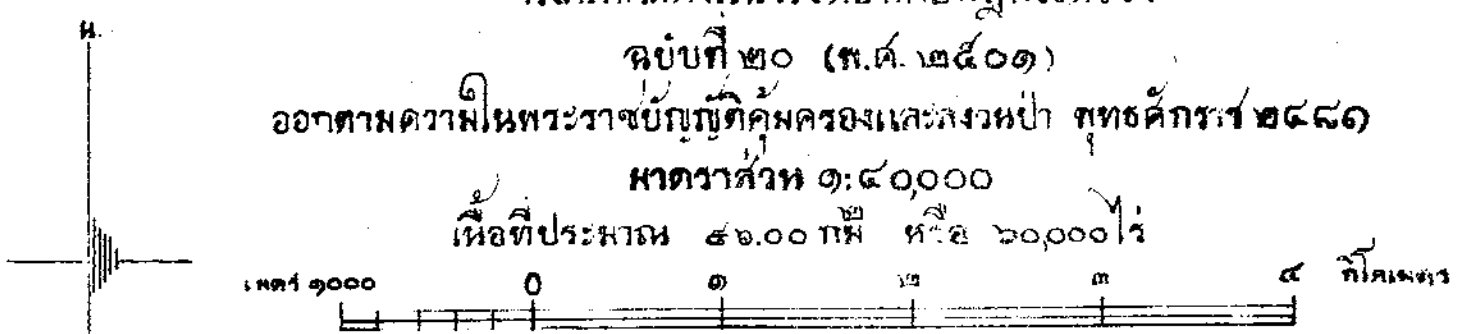 น.
ฉบับที่ ๒๐ (พ.ศ. ๒๕๐๑)
ออกตามความในพระราชบัญญัติคุ้มครองและสงวนป่า พุทธศักราช ๒๔๘๑
มาตราส่วน ๑:๔๐,๐๐๐
เนื้อที่ประมาณ ๙๖.๐๐ กม๒ หรือ ๖๐,๐๐๐ ไร่
เมตร ๑๐๐๐ ๐ ๑ ๒ ๓ ๔ กิโลเมตร